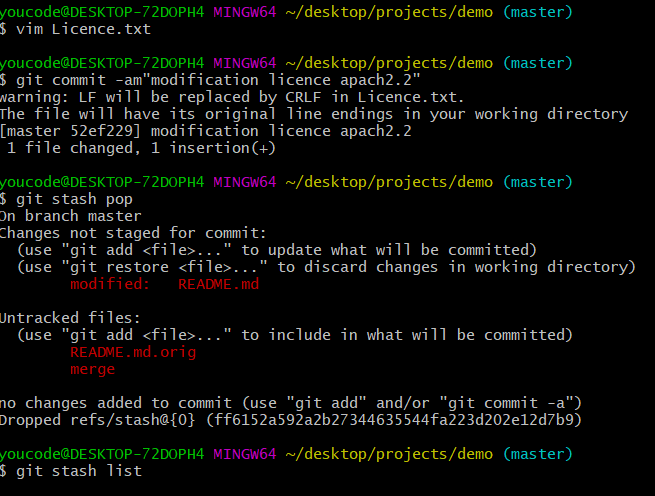 youcode@DESKTOP-72DOPH4 MINGW64 ~/desktop/projects/demo (master)
$ vim Licence.txt
youcode@DESKTOP-72DOPH4 MINGW64 ~/desktop/projects/demo (master)
$ git commit -am"modification licence apach2.2"
warning: LF will be replaced by CRLF in Licence.txt.
The file will have its original line endings in your working directory
[master 52ef229] modification licence apach2.2
 1 file changed, 1 insertion(+)
youcode@DESKTOP-72DOPH4 MINGW64 ~/desktop/projects/demo (master)
$ git stash pop
On branch master
Changes not staged for commit:
  (use "git add <file>..." to update what will be committed)
  (use "git restore <file>..." to discard changes in working directory)
        modified:   README.md
Untracked files:
  (use "git add <file>..." to include in what will be committed)
        README.md.orig
        merge
no changes added to commit (use "git add" and/or "git commit -a")
Dropped refs/stash@{0} (ff6152a592a2b27344635544fa223d202e12d7b9)
youcode@DESKTOP-72DOPH4 MINGW64 ~/desktop/projects/demo (master)
$ git stash list